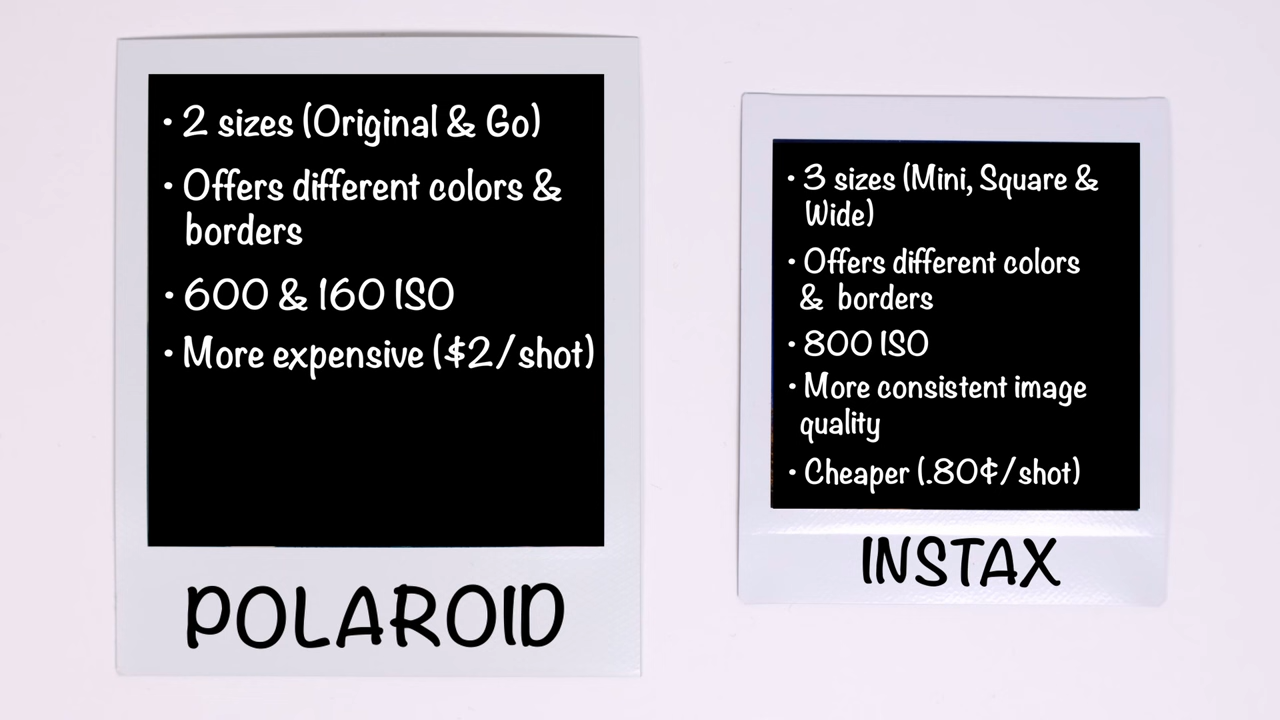 • 2 sizes (Original & Go)
• Offers different colors &
borders
• 600 & 160 ISO
• More expensive ($2/shot)
POLAROID
• 3 sizes (Mini, Square &
Wide)
• Offers different colors
& borders
• 800 ISO
• More consistent image
quality
• Cheaper (.80¢/shot)
INSTAX